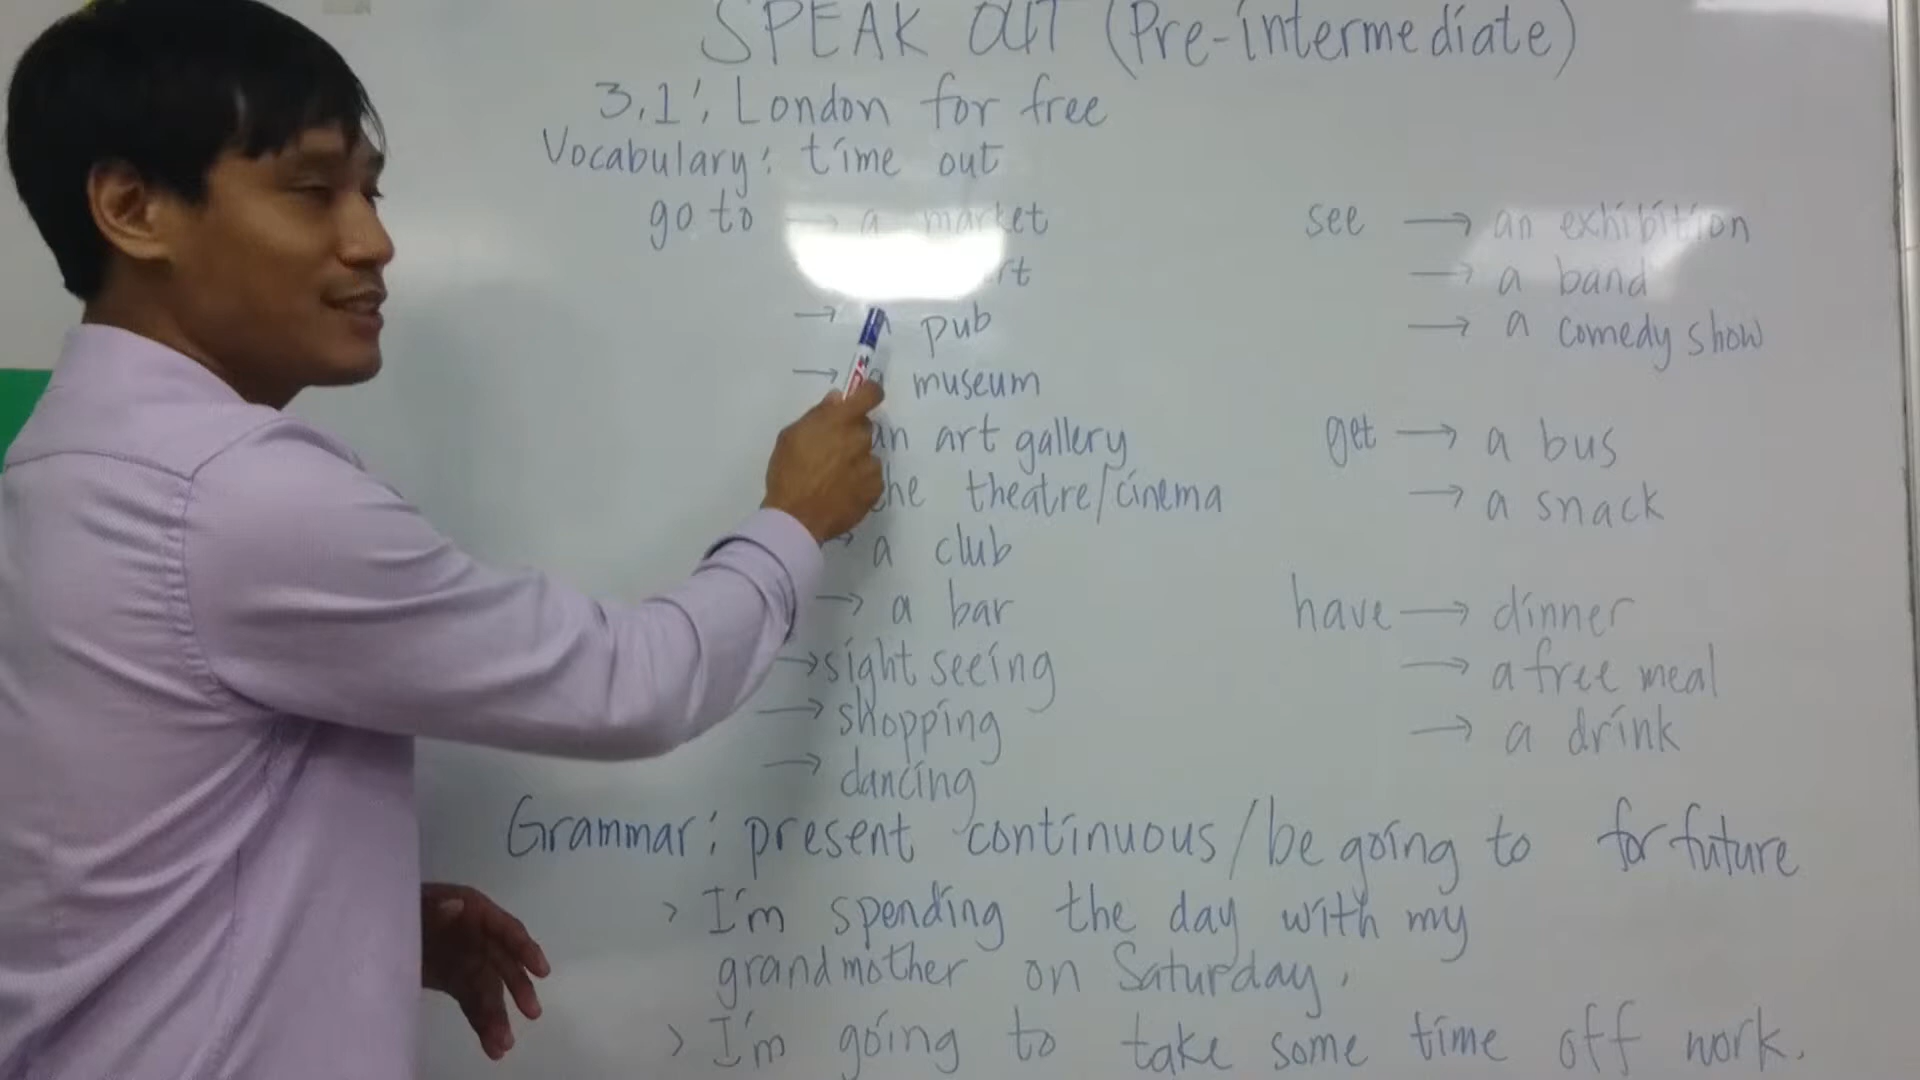 SPEAK OUT (Pre-intermediate)
3.1: London for free
Vocabulary: time out
go to → a market
→ pub
→ a museum
an art gallery
the theatre/cinema
→ a club
→ a bar
→ sight seeing
→ shopping
→ dancing
see → an exhibition
→ a band
→ a comedy show
get → a bus
→ a snack
have → dinner
→ a free meal
→ a drink
Grammar: present continuous/be going to for future
> I'm spending the day with my
grandmother on Saturday.
> I'm going to take some time off work.